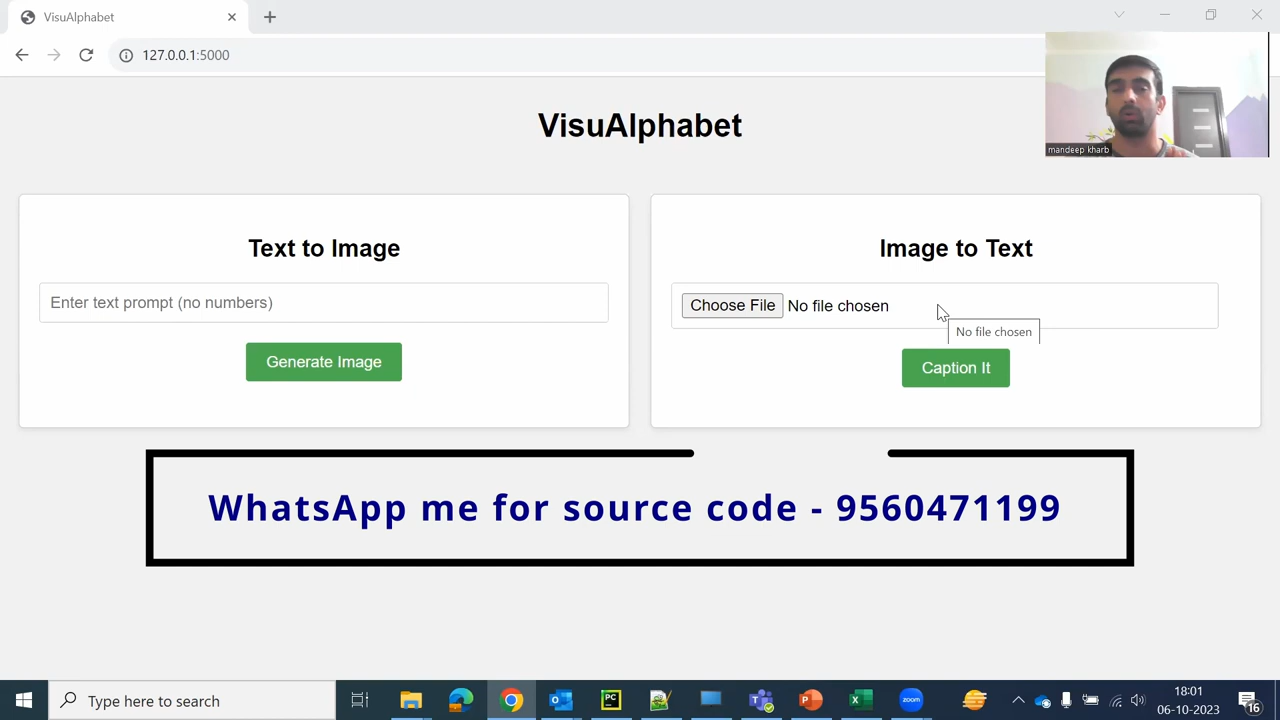 VisuAlphabet
127.0.0.1:5000
mandeep kharb
VisuAlphabet
Text to Image
Enter text prompt (no numbers)
Generate Image
Image to Text
Choose File No file chosen
No file chosen
Caption It
WhatsApp me for source code - 9560471199
Type here to search
PC
zoom
18:01
06-10-2023
16